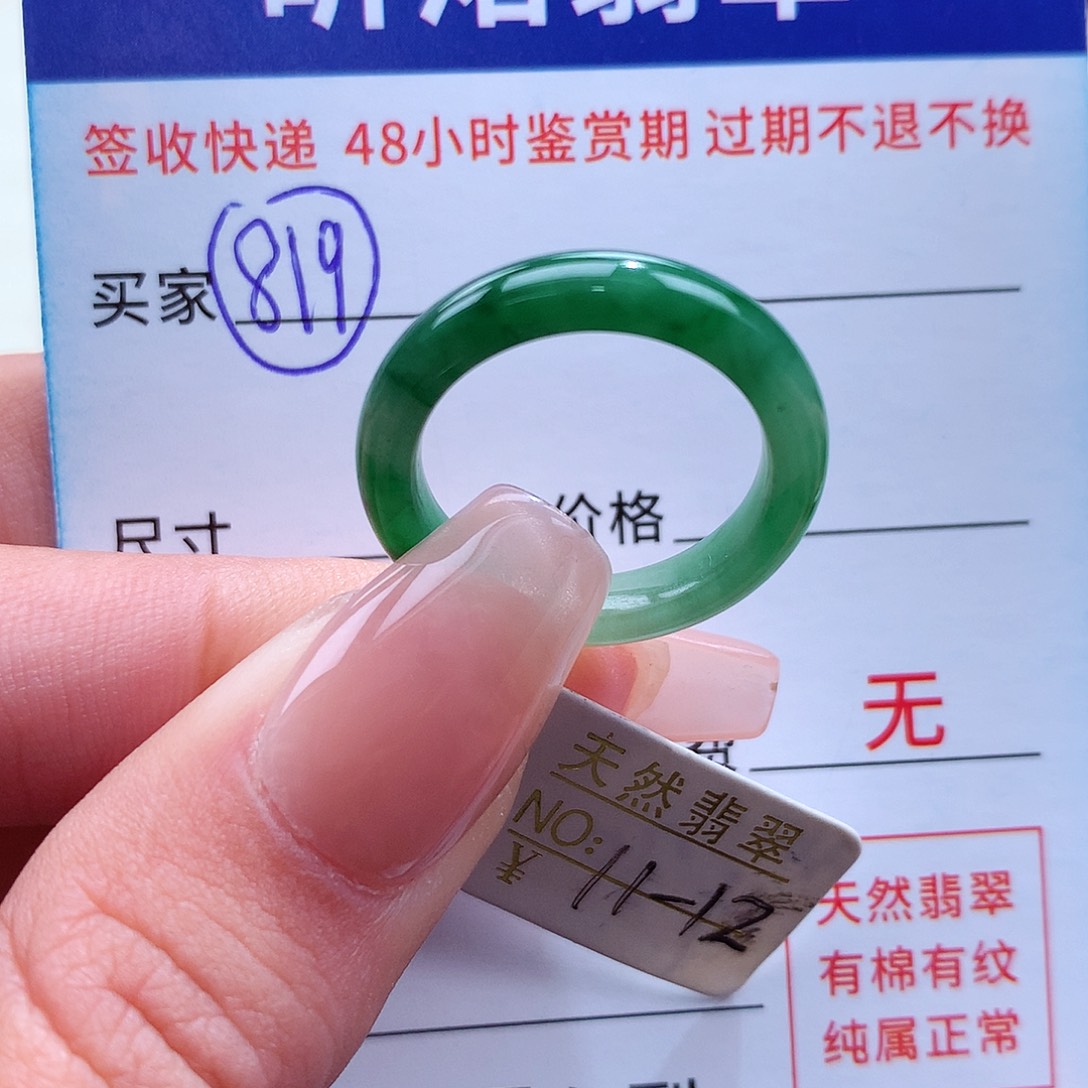 翡翠
签收快递 48小时鉴赏期 过期不退不换
买家 819
尺寸
价格
无
天然翡翠
NO:
¥
天然翡翠
有棉有纹
纯属正常